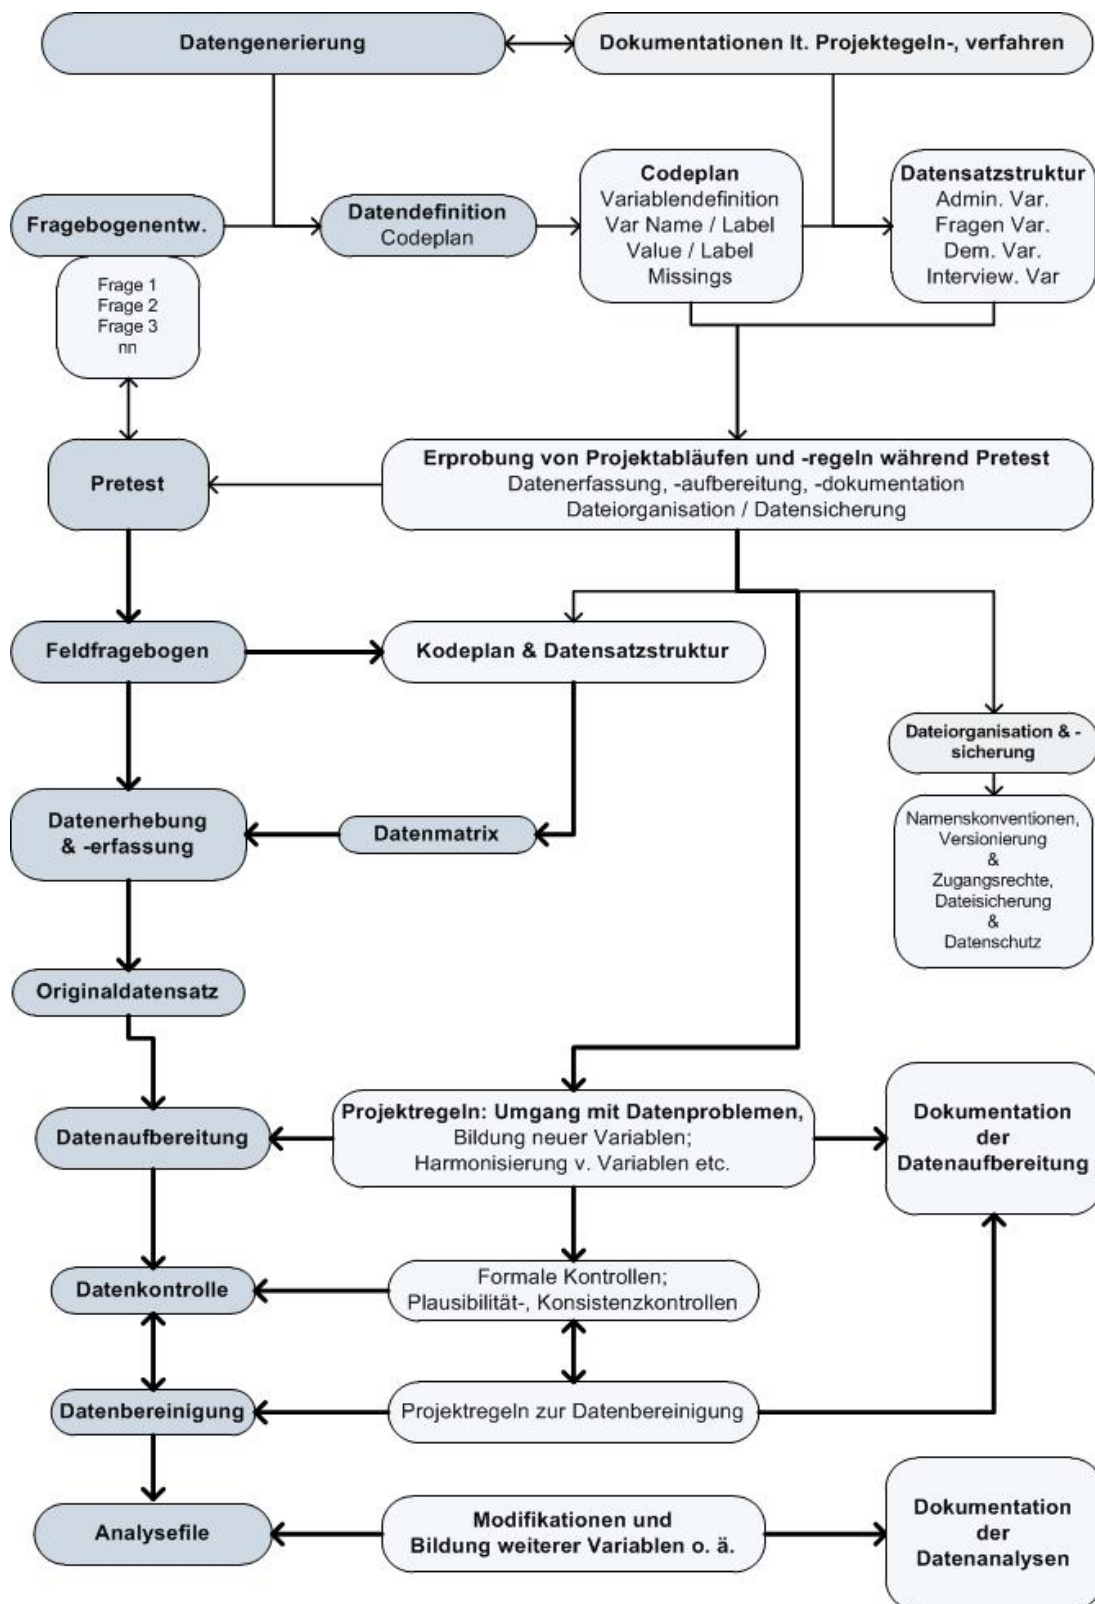 Datengenerierung
Dokumentationen lt. Projektegeln-, verfahren
Fragebogenentw.
Frage 1
Frage 2
Frage 3
nn
Datendefinition
Codeplan
Codeplan
Variablendefinition
Var Name / Label
Value / Label
Missings
Datensatzstruktur
Admin. Var.
Fragen Var.
Dem. Var.
Interview. Var
Pretest
Erprobung von Projektabläufen und -regeln während Pretest
Datenerfassung, -aufbereitung, -dokumentation
Dateiorganisation / Datensicherung
Feldfragebogen
Kodeplan & Datensatzstruktur
Dateiorganisation & -
sicherung
Namenskonventionen,
Versionierung
&
Zugangsrechte,
Dateisicherung
&
Datenschutz
Datenerhebung
& -erfassung
Datenmatrix
Originaldatensatz
Datenaufbereitung
Projektregeln: Umgang mit Datenproblemen,
Bildung neuer Variablen;
Harmonisierung v. Variablen etc.
Dokumentation
der
Datenaufbereitung
Datenkontrolle
Formale Kontrollen;
Plausibilität-, Konsistenzkontrollen
Datenbereinigung
Projektregeln zur Datenbereinigung
Analysefile
Modifikationen und
Bildung weiterer Variablen o. ä.
Dokumentation
der
Datenanalysen